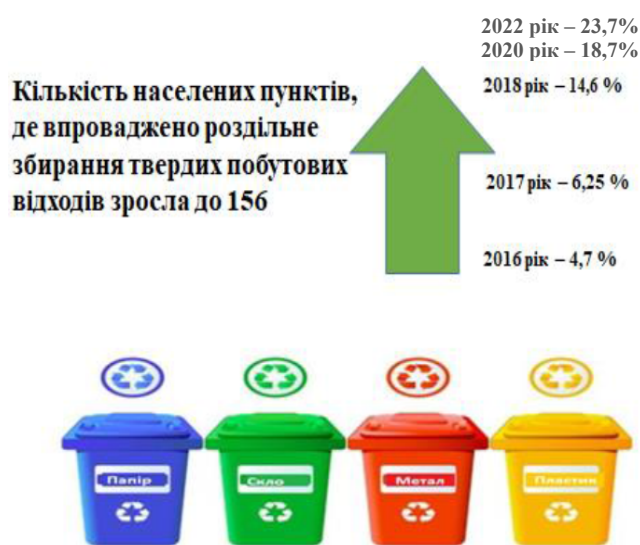 2022 рік – 23,7%
2020 рік – 18,7%
2018 рік – 14,6 %
Кількість населених пунктів,
де впроваджено роздільне
збирання твердих побутових
відходів зросла до 156
2017 рік – 6,25 %
2016 рік – 4,7 %
Папір
Скло
Метал
Пластик